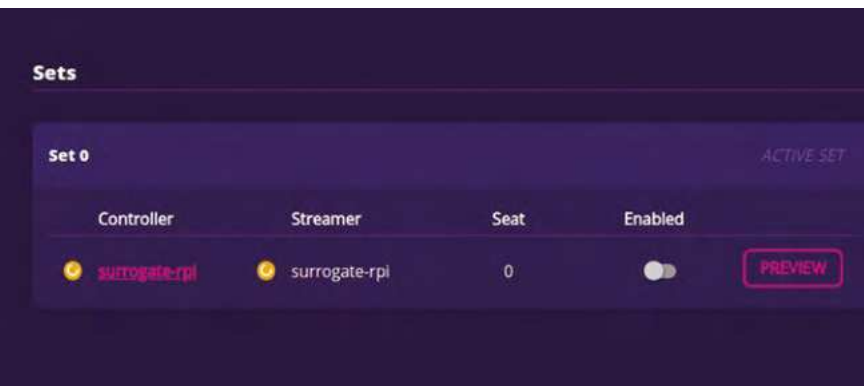 Sets
Set 0 ACTIVE SET
Controller Streamer Seat Enabled
surrogate-rpi surrogate-rpi 0 PREVIEW